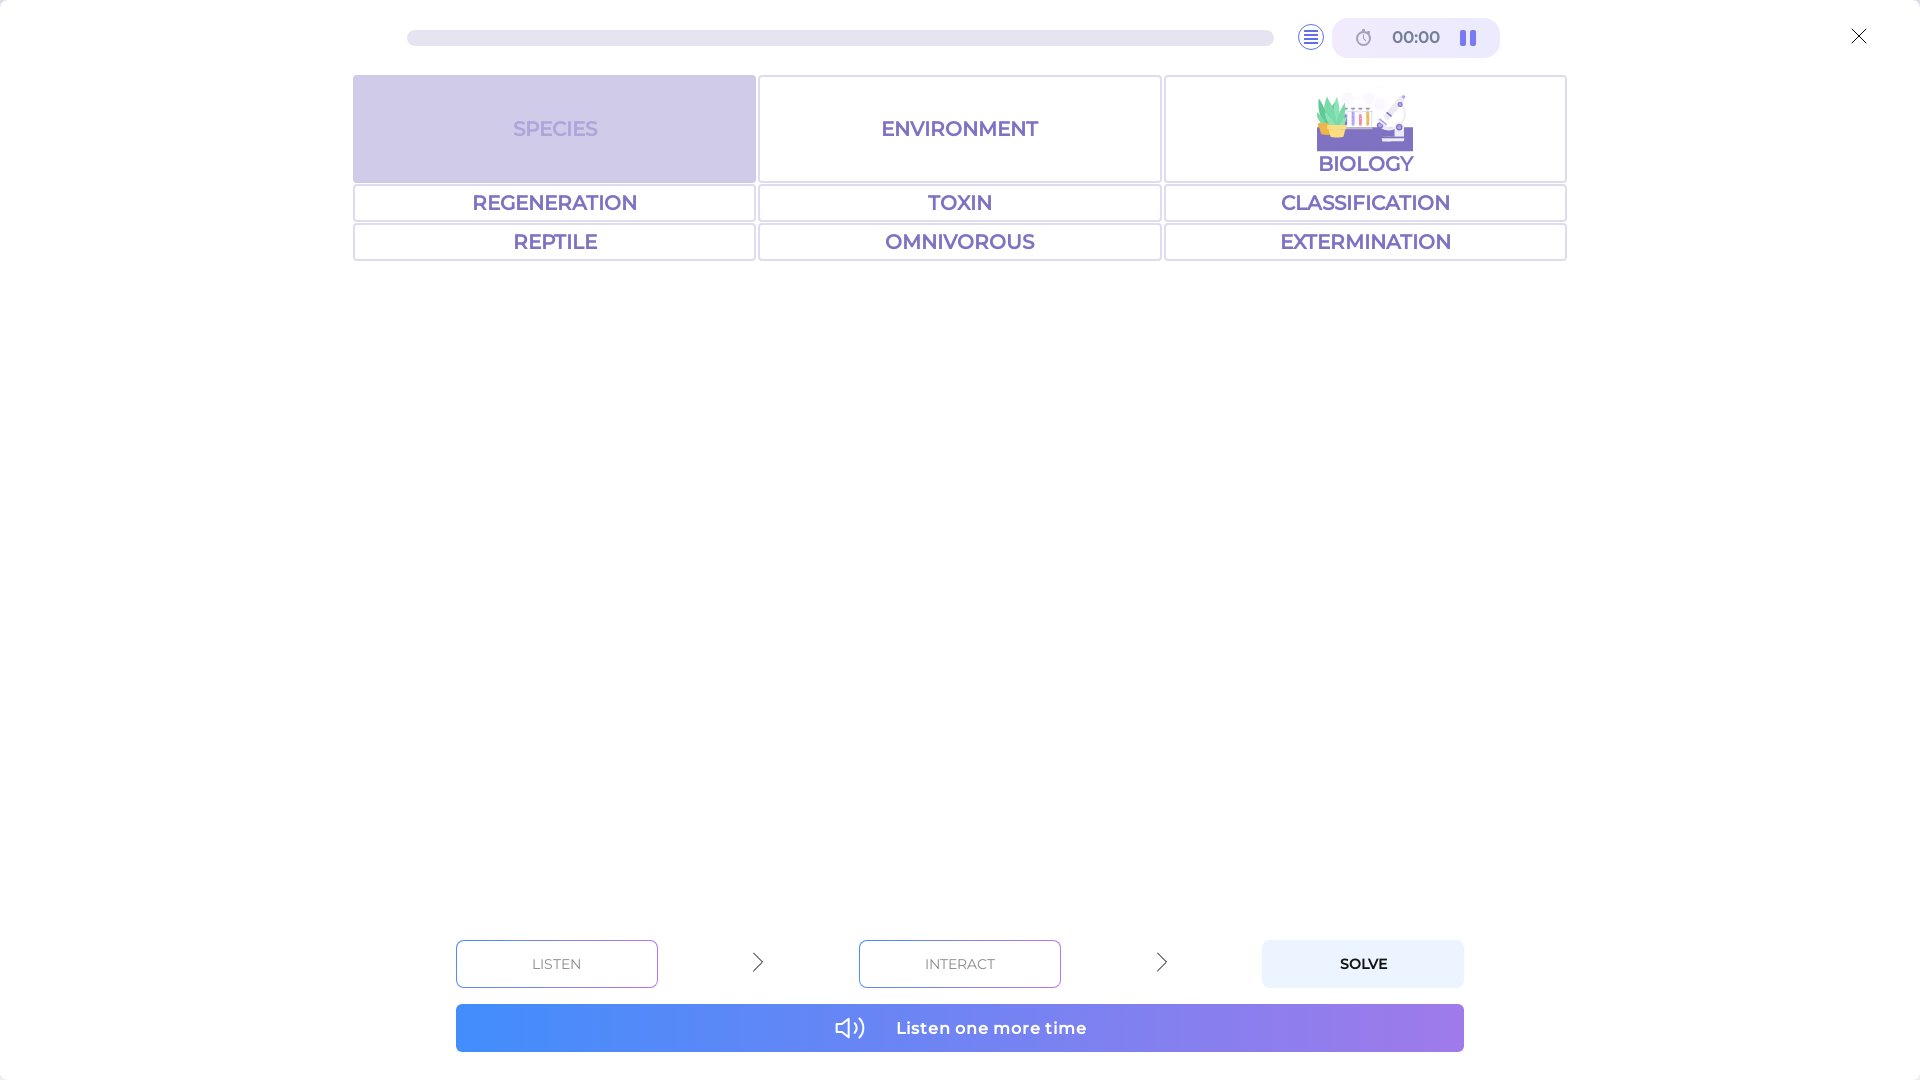 00:00
SPECIES
ENVIRONMENT
BIOLOGY
REGENERATION
TOXIN
CLASSIFICATION
REPTILE
OMNIVOROUS
EXTERMINATION
LISTEN
INTERACT
SOLVE
Listen one more time